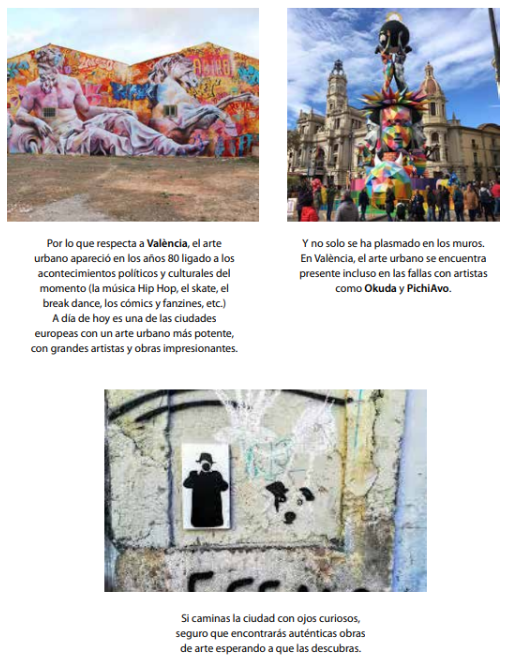 Por lo que respecta a València, el arte
urbano apareció en los años 80 ligado a los
acontecimientos políticos y culturales del
momento (la música Hip Hop, el skate, el
break dance, los cómics y fanzines, etc.)
A día de hoy es una de las ciudades
europeas con un arte urbano más potente,
con grandes artistas y obras impresionantes.
Y no solo se ha plasmado en los muros.
En València, el arte urbano se encuentra
presente incluso en las fallas con artistas
como Okuda y PichiAvo.
Si caminas la ciudad con ojos curiosos,
seguro que encontrarás auténticas obras
de arte esperando a que las descubras.